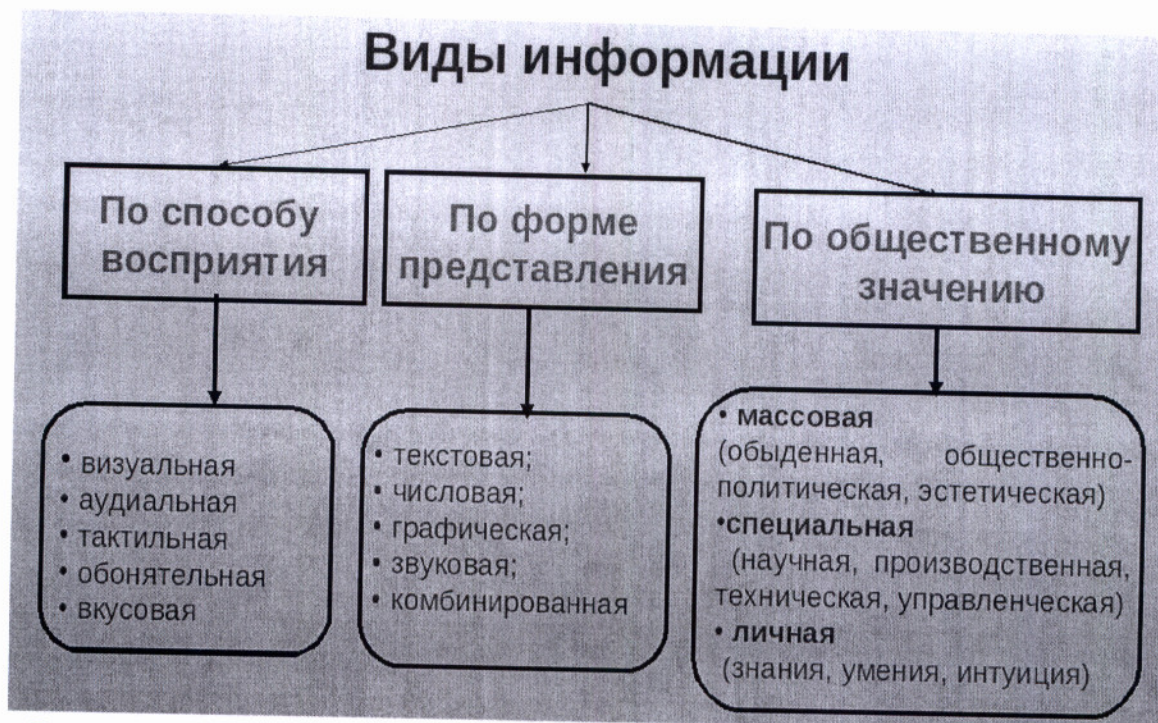 Виды информации
По способу
восприятия
По форме
представления
По общественному
значению
• визуальная
• аудиальная
• тактильная
• обонятельная
• вкусовая
• текстовая;
• числовая;
• графическая;
• звуковая;
• комбинированная
• массовая
(обыденная, общественно-
политическая, эстетическая)
•специальная
(научная, производственная,
техническая, управленческая)
• личная
(знания, умения, интуиция)